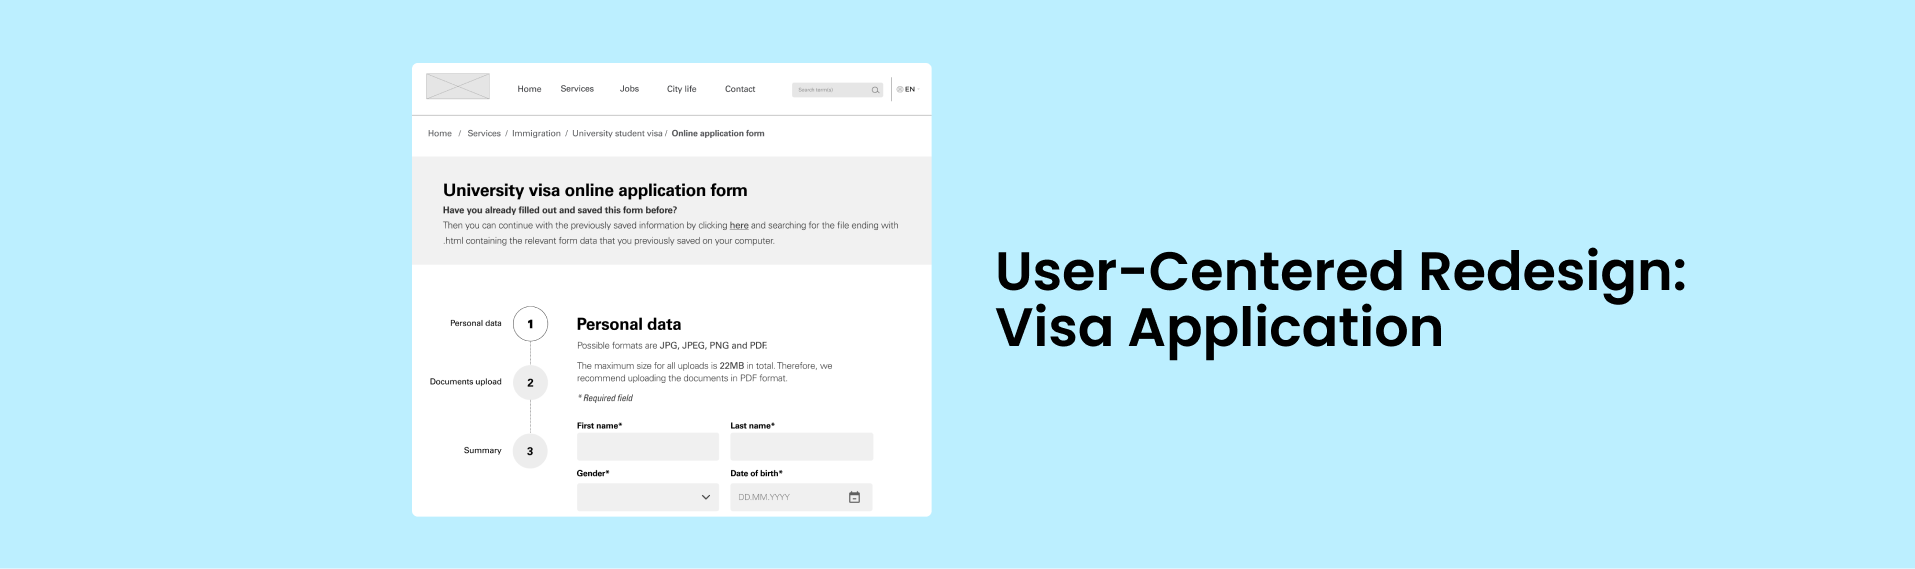 Home Services Jobs City life Contact Search term(s) EN
Home / Services / Immigration / University student visa / Online application form
University visa online application form
Have you already filled out and saved this form before?
Then you can continue with the previously saved information by clicking here and searching for the file ending with
.html containing the relevant form data that you previously saved on your computer.
Personal data 1
Documents upload 2
Summary 3
Personal data
Possible formats are JPG, JPEG, PNG and PDF.
The maximum size for all uploads is 22MB in total. Therefore, we
recommend uploading the documents in PDF format.
* Required field
First name* Last name*
Gender* Date of birth*
DD.MM.YYYY
User-Centered Redesign:
Visa Application